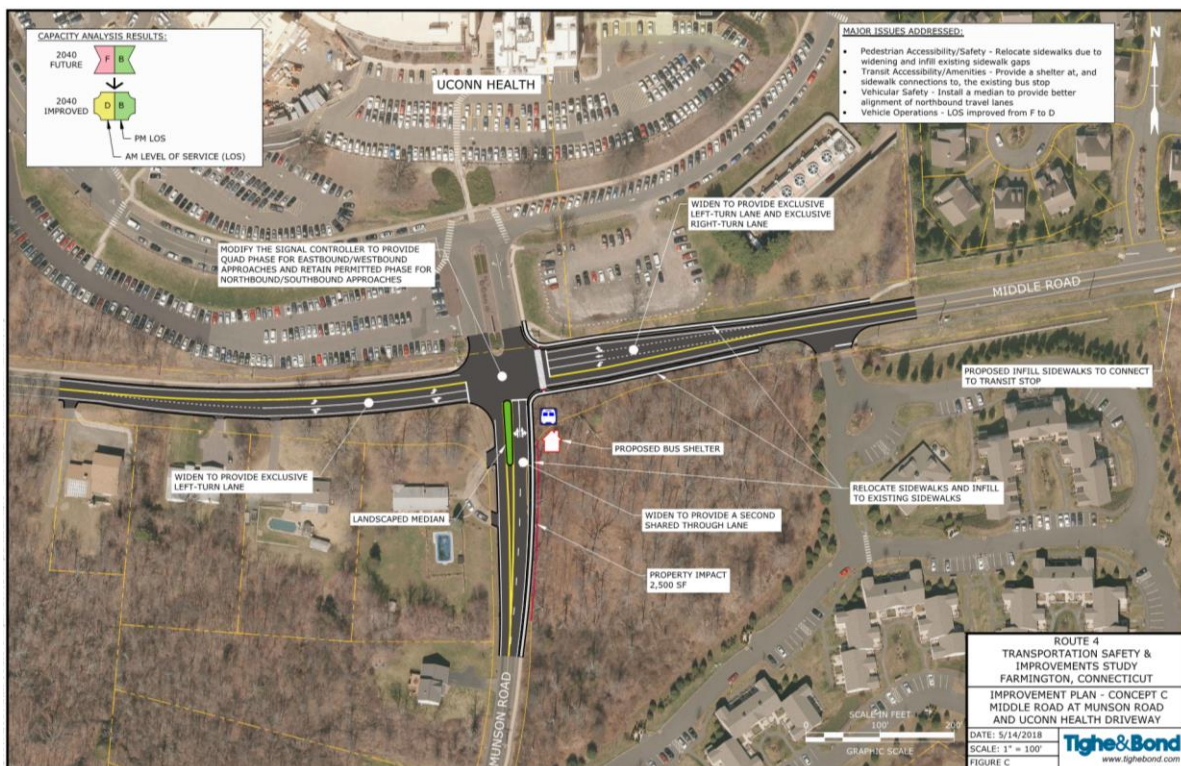 CAPACITY ANALYSIS RESULTS:
2040
FUTURE
F B
2040
IMPROVED
D B
PM LOS
AM LEVEL OF SERVICE (LOS)
UCONN HEALTH
MAJOR ISSUES ADDRESSED:
• Pedestrian Accessibility/Safety - Relocate sidewalks due to
widening and infill existing sidewalk gaps
• Transit Accessibility/Amenities - Provide a shelter at, and
sidewalk connections to, the existing bus stop
• Vehicular Safety - Install a median to provide better
alignment of northbound travel lanes
• Vehicle Operations - LOS improved from F to D
N
WIDEN TO PROVIDE EXCLUSIVE
LEFT-TURN LANE AND EXCLUSIVE
RIGHT-TURN LANE
MODIFY THE SIGNAL CONTROLLER TO PROVIDE
QUAD PHASE FOR EASTBOUND/WESTBOUND
APPROACHES AND RETAIN PERMITTED PHASE FOR
NORTHBOUND/SOUTHBOUND APPROACHES
MIDDLE ROAD
PROPOSED INFILL SIDEWALKS TO CONNECT
TO TRANSIT STOP
PROPOSED BUS SHELTER
WIDEN TO PROVIDE EXCLUSIVE
LEFT-TURN LANE
RELOCATE SIDEWALKS AND INFILL
TO EXISTING SIDEWALKS
LANDSCAPED MEDIAN
WIDEN TO PROVIDE A SECOND
SHARED THROUGH LANE
PROPERTY IMPACT
2,500 SF
MUNSON ROAD
SCALE IN FEET
0 100' 200'
GRAPHIC SCALE
ROUTE 4
TRANSPORTATION SAFETY &
IMPROVEMENTS STUDY
FARMINGTON, CONNECTICUT
IMPROVEMENT PLAN - CONCEPT C
MIDDLE ROAD AT MUNSON ROAD
AND UCONN HEALTH DRIVEWAY
DATE: 5/14/2018
SCALE: 1" = 100'
FIGURE C
Tighe&Bond
www.tighebond.com